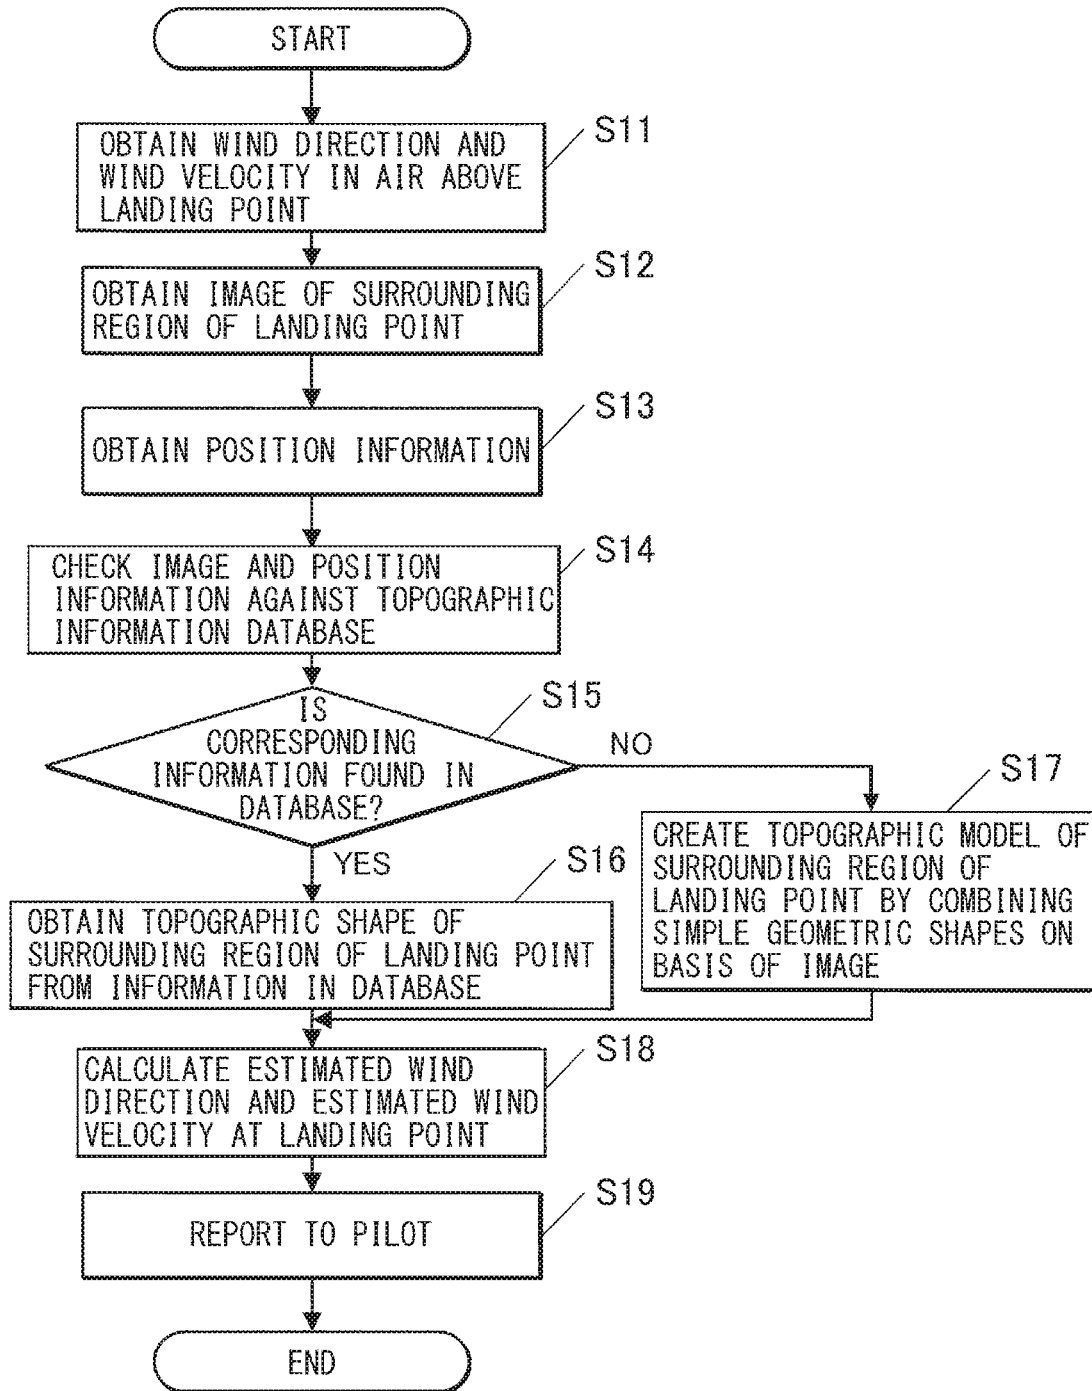 START
S11
OBTAIN WIND DIRECTION AND
WIND VELOCITY IN AIR ABOVE
LANDING POINT
S12
OBTAIN IMAGE OF SURROUNDING
REGION OF LANDING POINT
S13
OBTAIN POSITION INFORMATION
S14
CHECK IMAGE AND POSITION
INFORMATION AGAINST TOPOGRAPHIC
INFORMATION DATABASE
S15
IS
CORRESPONDING
INFORMATION FOUND IN
DATABASE?
NO
YES
S16
OBTAIN TOPOGRAPHIC SHAPE OF
SURROUNDING REGION OF LANDING POINT
FROM INFORMATION IN DATABASE
S17
CREATE TOPOGRAPHIC MODEL OF
SURROUNDING REGION OF
LANDING POINT BY COMBINING
SIMPLE GEOMETRIC SHAPES ON
BASIS OF IMAGE
S18
CALCULATE ESTIMATED WIND
DIRECTION AND ESTIMATED WIND
VELOCITY AT LANDING POINT
S19
REPORT TO PILOT
END